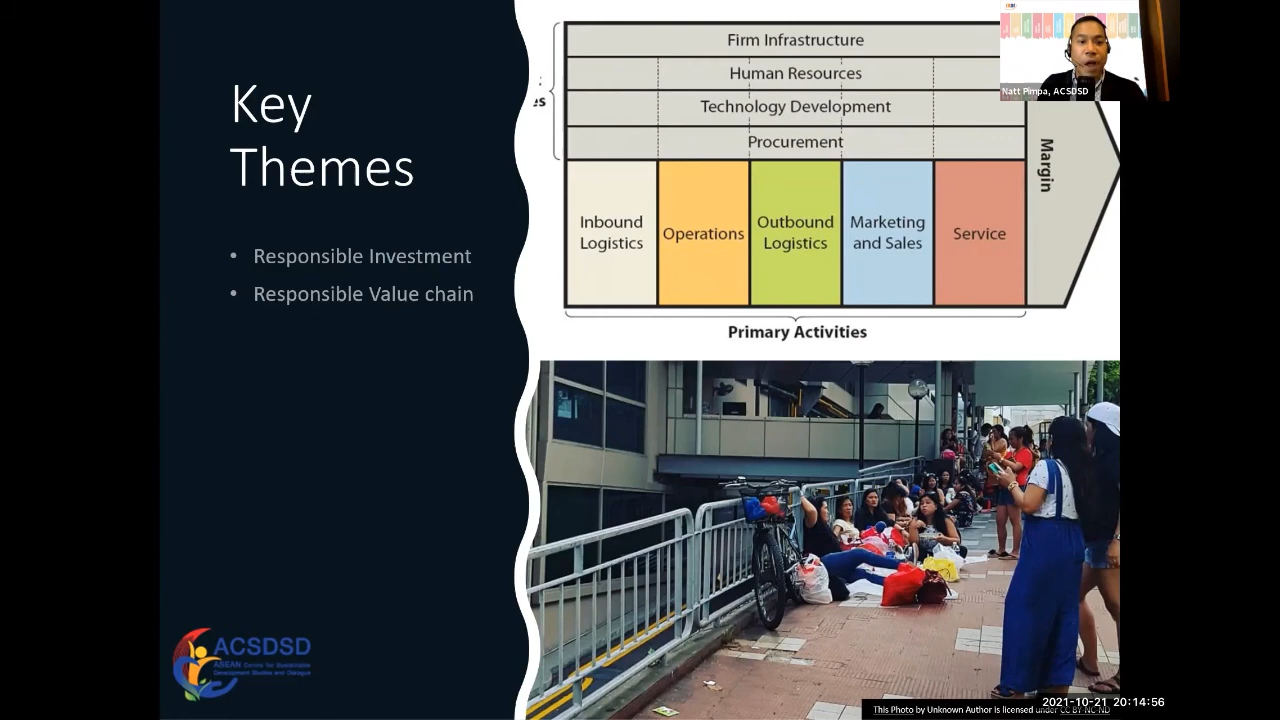 Key
Themes
• Responsible Investment
• Responsible Value chain
ACSDSD
ASEAN Centre for Sustainable
Development Studies and Dialogue
es
Firm Infrastructure
Human Resources
Technology Development
Procurement
Inbound
Logistics
Operations
Outbound
Logistics
Marketing
and Sales
Service
Margin
Primary Activities
Natt Pimpa, ACSDSD
This Photo by Unknown Author is licensed under CC BY-NC-ND
2021-10-21 20:14:56